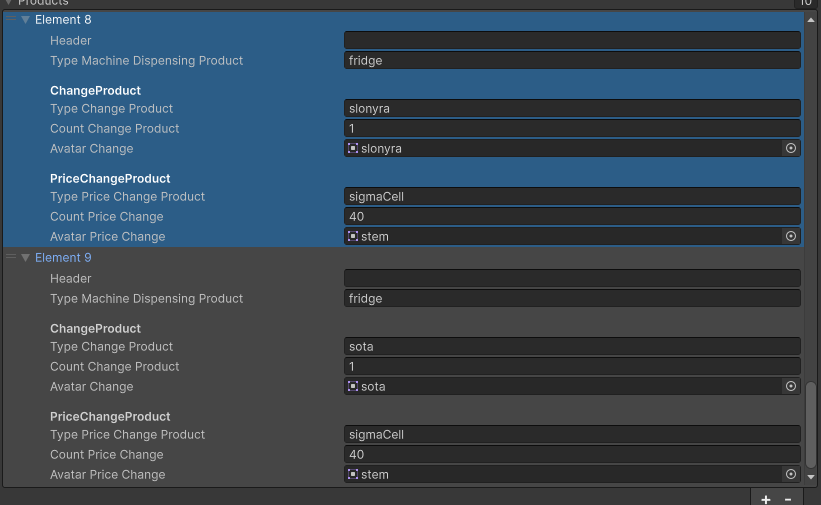 Products 10
Element 8
Header
Type Machine Dispensing Product fridge
ChangeProduct
Type Change Product slonyra
Count Change Product 1
Avatar Change slonyra
PriceChangeProduct
Type Price Change Product sigmaCell
Count Price Change 40
Avatar Price Change stem
Element 9
Header
Type Machine Dispensing Product fridge
ChangeProduct
Type Change Product sota
Count Change Product 1
Avatar Change sota
PriceChangeProduct
Type Price Change Product sigmaCell
Count Price Change 40
Avatar Price Change stem
+ -